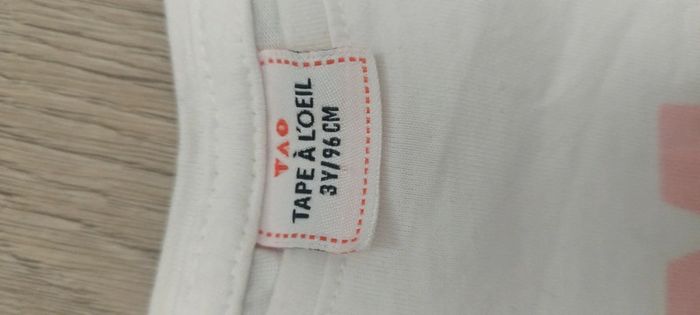 TAO
TAPE À L'OEIL
3Y/96CM